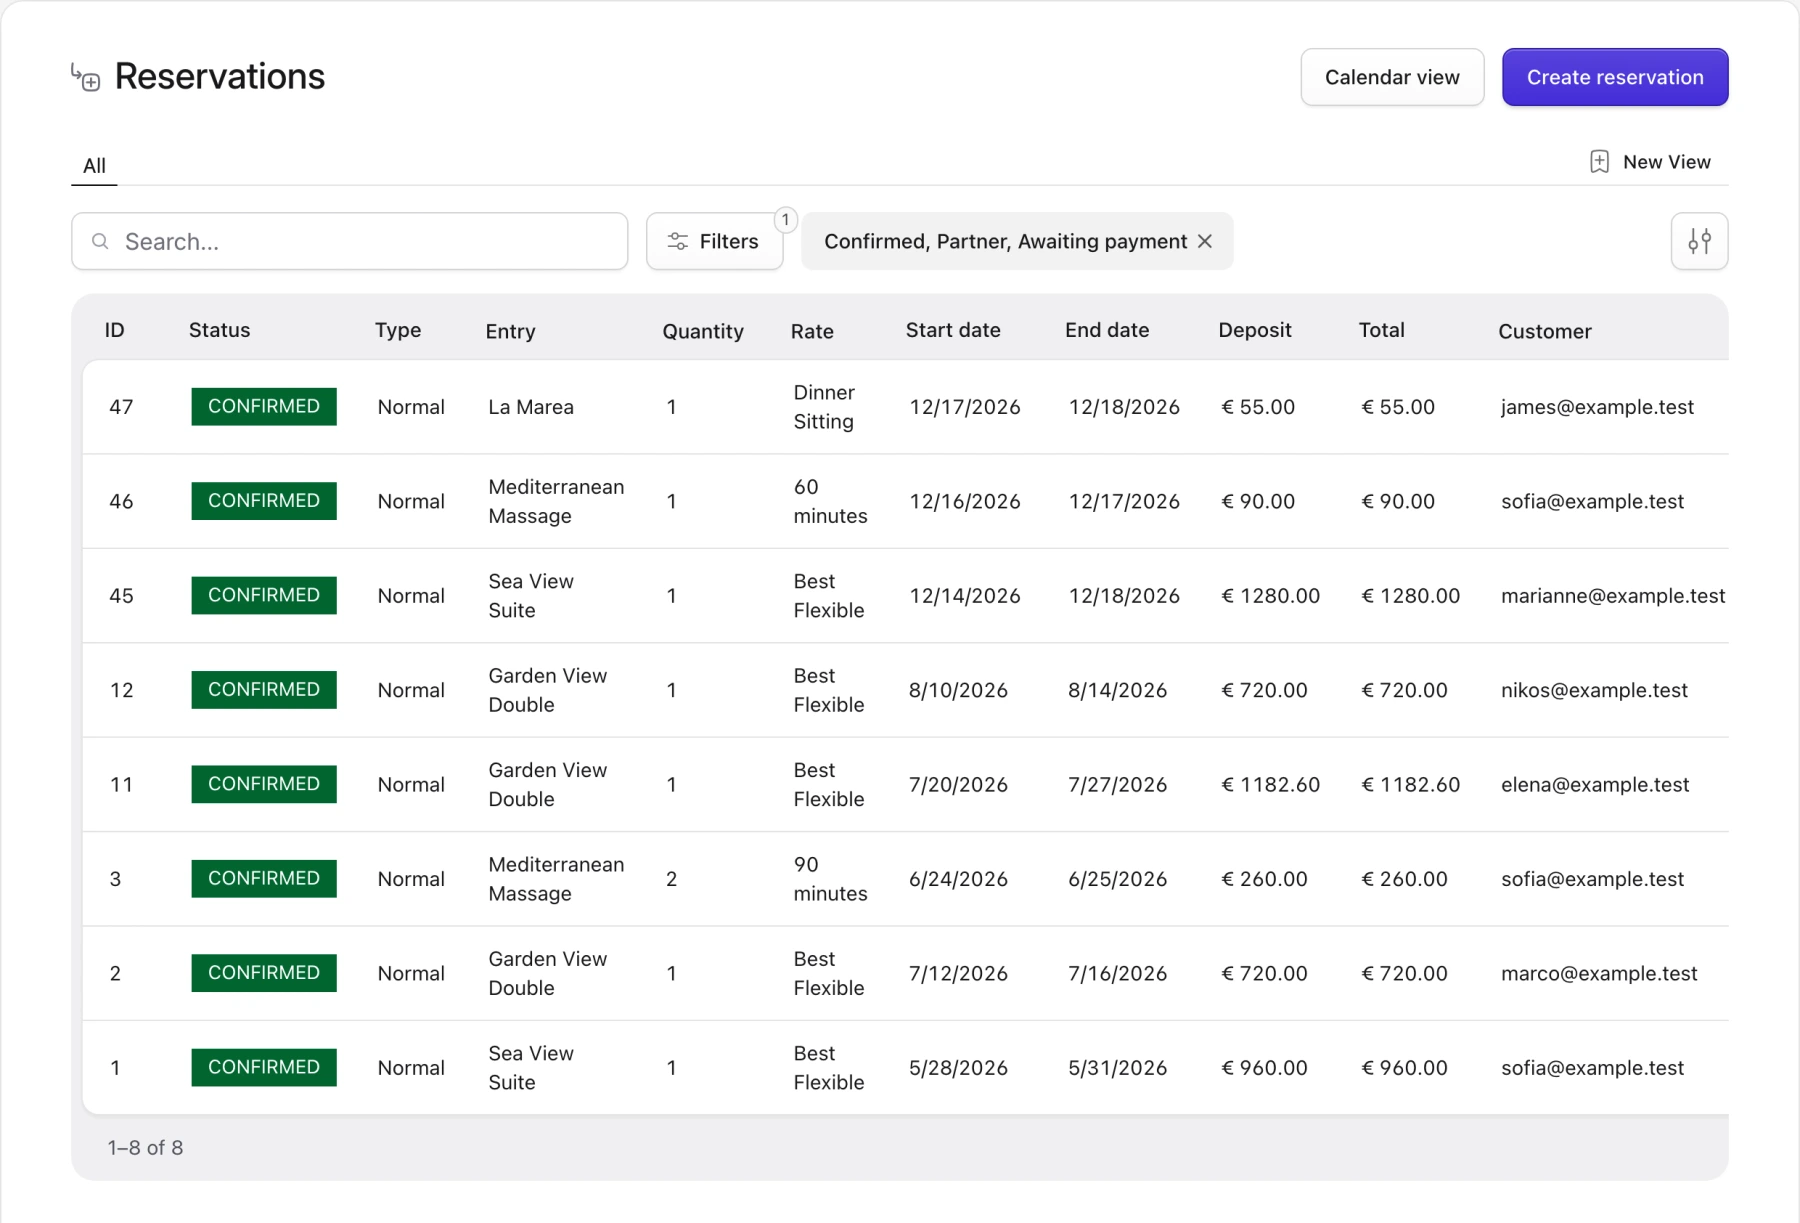 Reservations
Calendar view
Create reservation
All
New View
Search...
Filters
1
Confirmed, Partner, Awaiting payment
ID Status Type Entry Quantity Rate Start date End date Deposit Total Customer
47 CONFIRMED Normal La Marea 1 Dinner Sitting 12/17/2026 12/18/2026 € 55.00 € 55.00 james@example.test
46 CONFIRMED Normal Mediterranean Massage 1 60 minutes 12/16/2026 12/17/2026 € 90.00 € 90.00 sofia@example.test
45 CONFIRMED Normal Sea View Suite 1 Best Flexible 12/14/2026 12/18/2026 € 1280.00 € 1280.00 marianne@example.test
12 CONFIRMED Normal Garden View Double 1 Best Flexible 8/10/2026 8/14/2026 € 720.00 € 720.00 nikos@example.test
11 CONFIRMED Normal Garden View Double 1 Best Flexible 7/20/2026 7/27/2026 € 1182.60 € 1182.60 elena@example.test
3 CONFIRMED Normal Mediterranean Massage 2 90 minutes 6/24/2026 6/25/2026 € 260.00 € 260.00 sofia@example.test
2 CONFIRMED Normal Garden View Double 1 Best Flexible 7/12/2026 7/16/2026 € 720.00 € 720.00 marco@example.test
1 CONFIRMED Normal Sea View Suite 1 Best Flexible 5/28/2026 5/31/2026 € 960.00 € 960.00 sofia@example.test
1–8 of 8